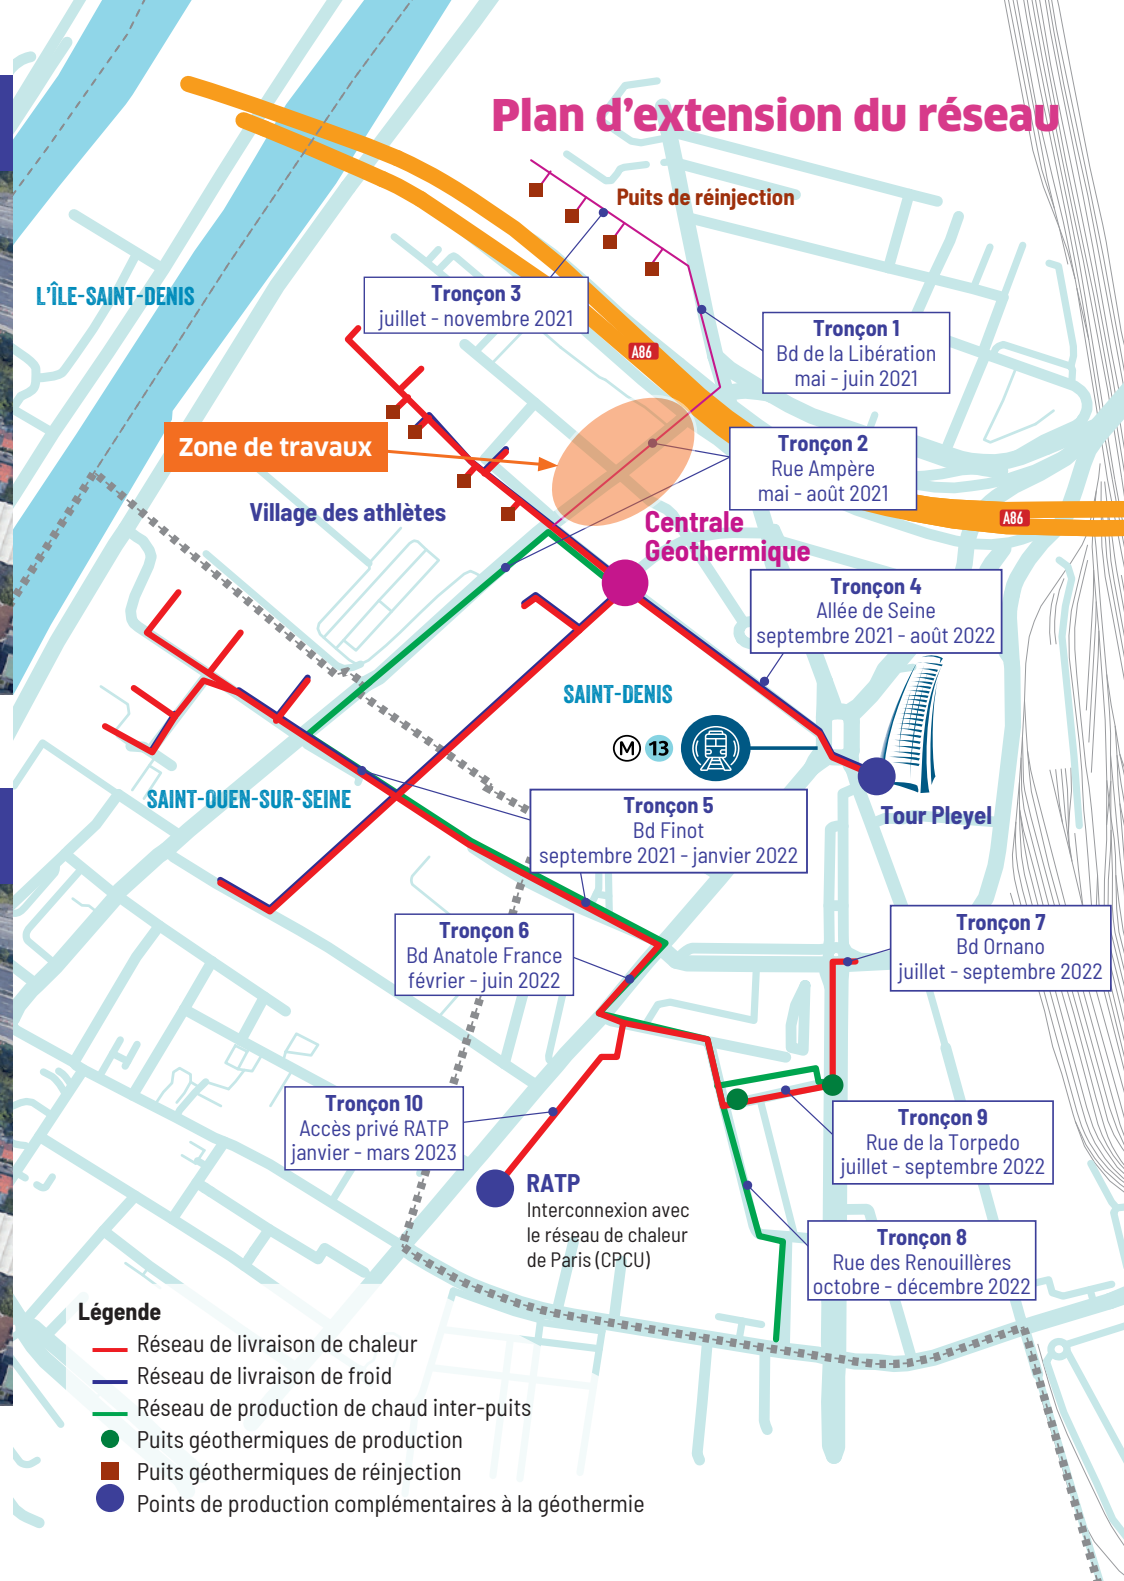 Plan d'extension du réseau
Puits de réinjection
L'ÎLE-SAINT-DENIS
Tronçon 3
juillet - novembre 2021
Tronçon 1
Bd de la Libération
mai - juin 2021
A86
Zone de travaux
Tronçon 2
Rue Ampère
mai - août 2021
Village des athlètes
A86
Centrale
Géothermique
Tronçon 4
Allée de Seine
septembre 2021 - août 2022
SAINT-DENIS
M 13
SAINT-OUEN-SUR-SEINE
Tour Pleyel
Tronçon 5
Bd Finot
septembre 2021 - janvier 2022
Tronçon 6
Bd Anatole France
février - juin 2022
Tronçon 7
Bd Ornano
juillet - septembre 2022
Tronçon 10
Accès privé RATP
janvier - mars 2023
Tronçon 9
Rue de la Torpedo
juillet - septembre 2022
RATP
Interconnexion avec
le réseau de chaleur
de Paris (CPCU)
Tronçon 8
Rue des Renouillères
octobre - décembre 2022
Légende
Réseau de livraison de chaleur
Réseau de livraison de froid
Réseau de production de chaud inter-puits
Puits géothermiques de production
Puits géothermiques de réinjection
Points de production complémentaires à la géothermie